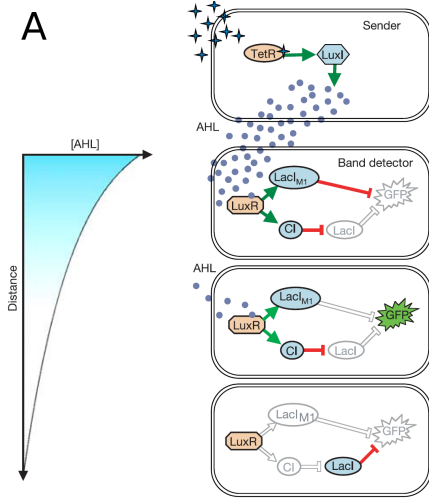 A
Sender
TetR
LuxI
AHL
[AHL]
Band detector
LacI M1
GFP
LuxR
CI
LacI
Distance
AHL
LacI M1
GFP
LuxR
CI
LacI
LacI M1
GFP
LuxR
CI
LacI